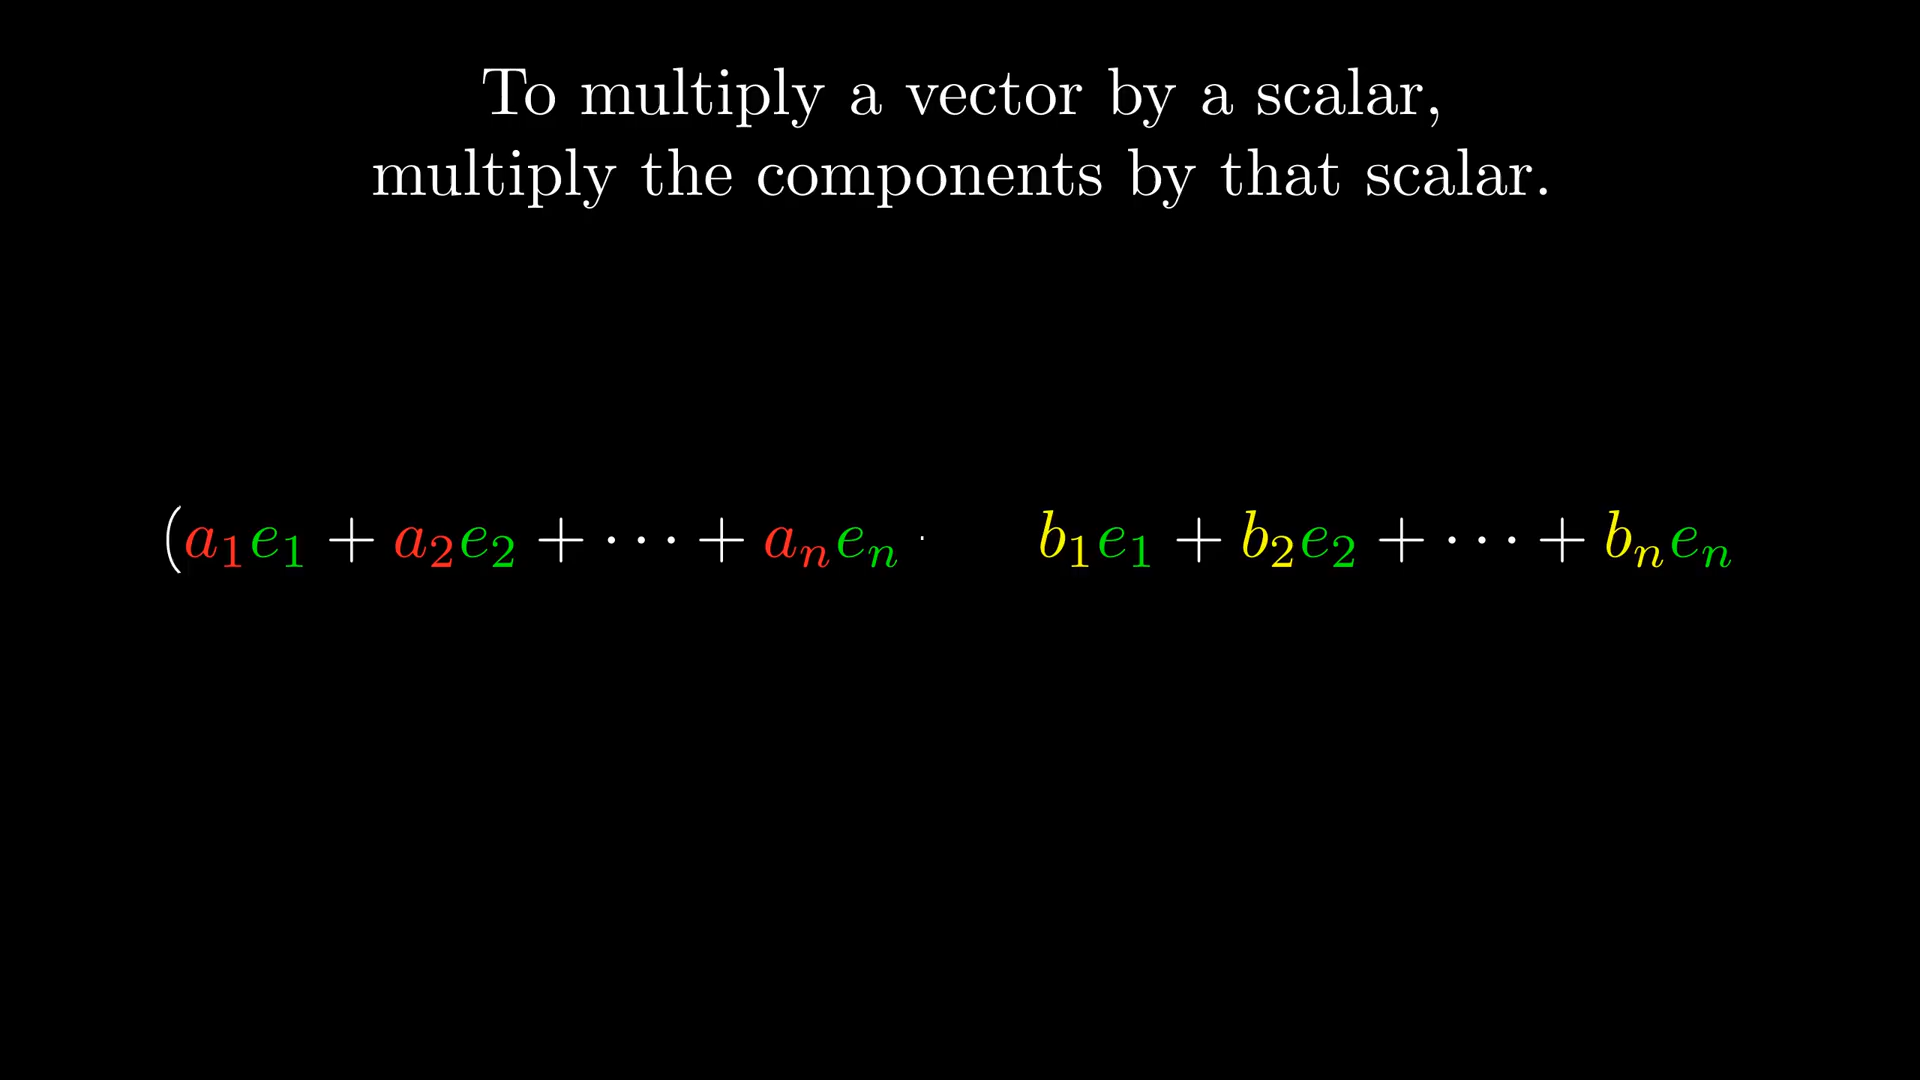 To multiply a vector by a scalar,
multiply the components by that scalar.
(a₁e₁ + a₂e₂ + ⋯ + aₙeₙ · b₁e₁ + b₂e₂ + ⋯ + bₙeₙ